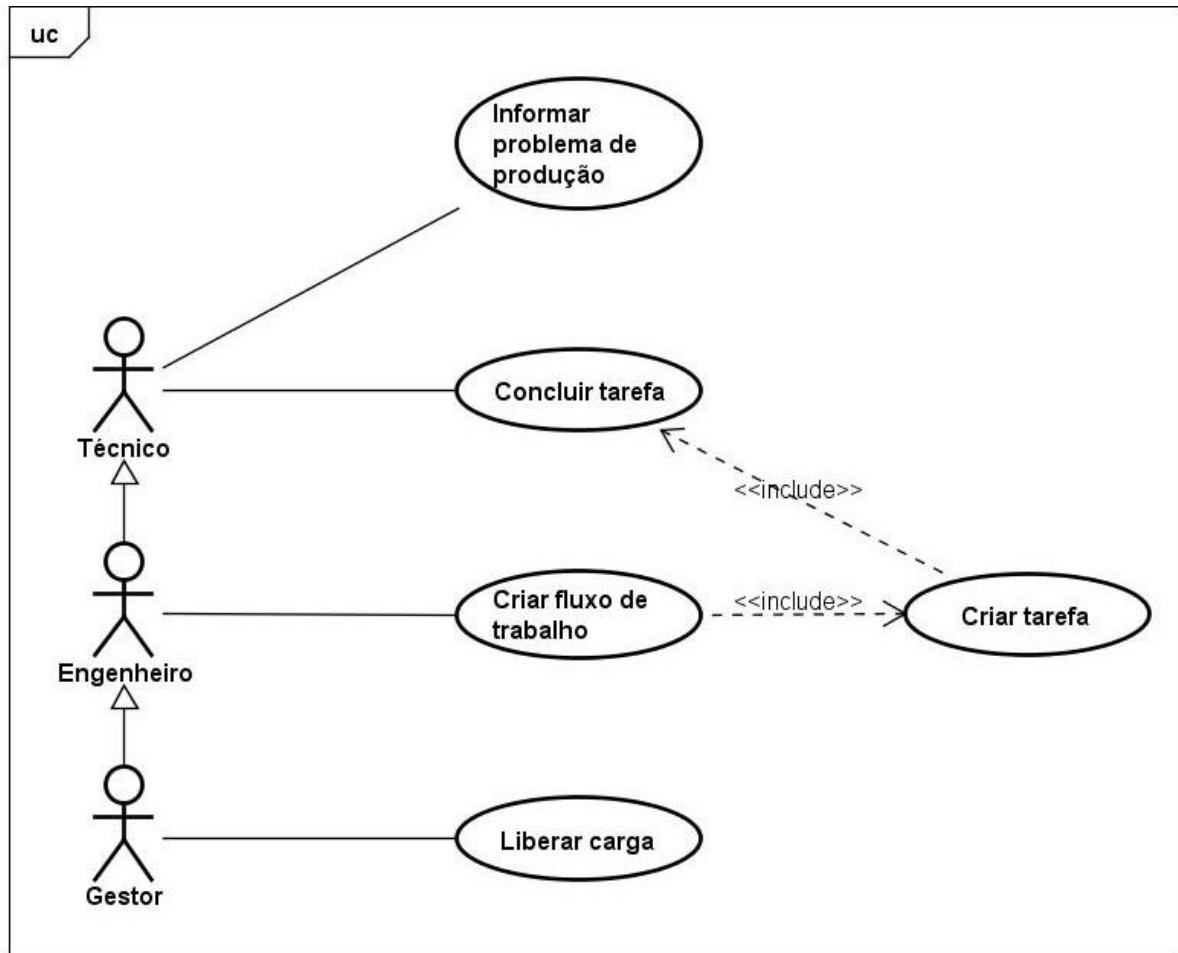 uc
Informar
problema de
produção
Concluir tarefa
Técnico
<<include>>
Criar fluxo de
trabalho
<<include>>
Criar tarefa
Engenheiro
Liberar carga
Gestor